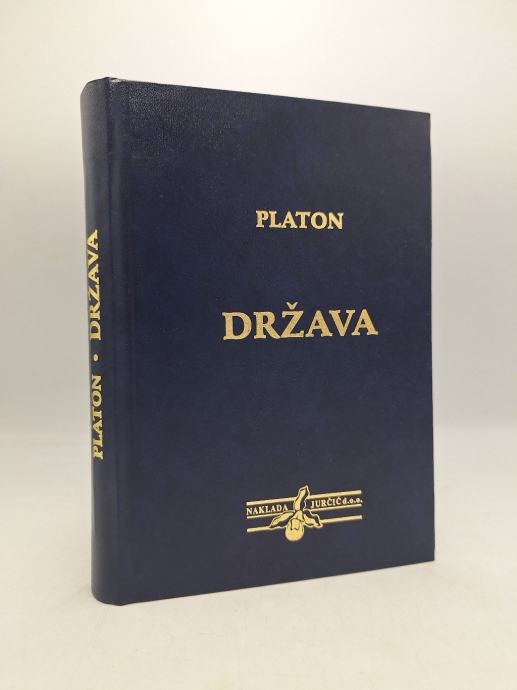 PLATON
DRŽAVA
NAKLADA JURČIĆ d.o.o.
PLATON · DRŽAVA